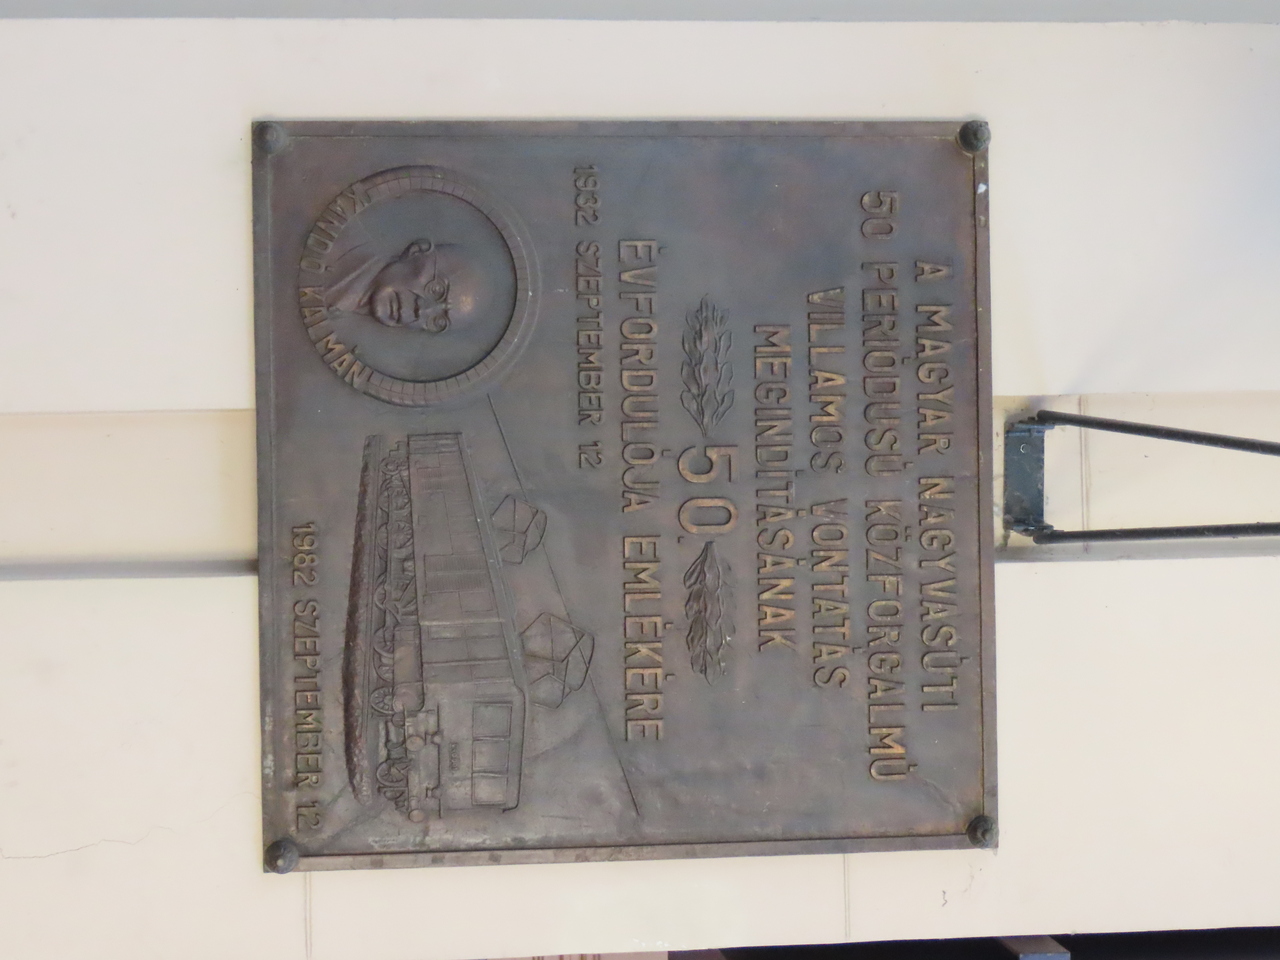 A MAGYAR NAGYVASÚTI
50 PERIÓDUSÚ KÖZFORGALMÚ
VILLAMOS VONTATÁS
MEGINDÍTÁSÁNAK
50.
ÉVFORDULÓJA EMLÉKÉRE
1932 SZEPTEMBER 12
KANDÓ KÁLMÁN
1982 SZEPTEMBER 12